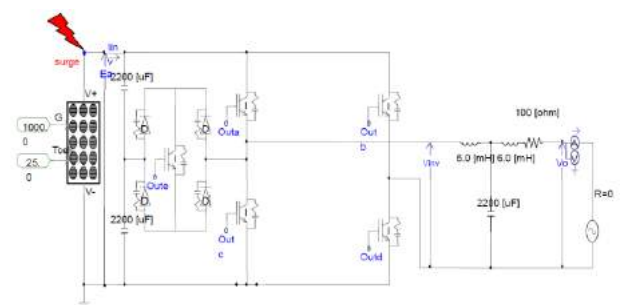 Iin
surge
V
Ea
2200 [uF]
V+
G
1000.
0
25.
0
V-
D
D
D
D
I
I
I
I
I
Outa
Oute
Out
c
Out
b
Outd
2200 [uF]
100 [ohm]
6.0 [mH]
6.0 [mH]
Vinv
Vo
2200 [uF]
R=0